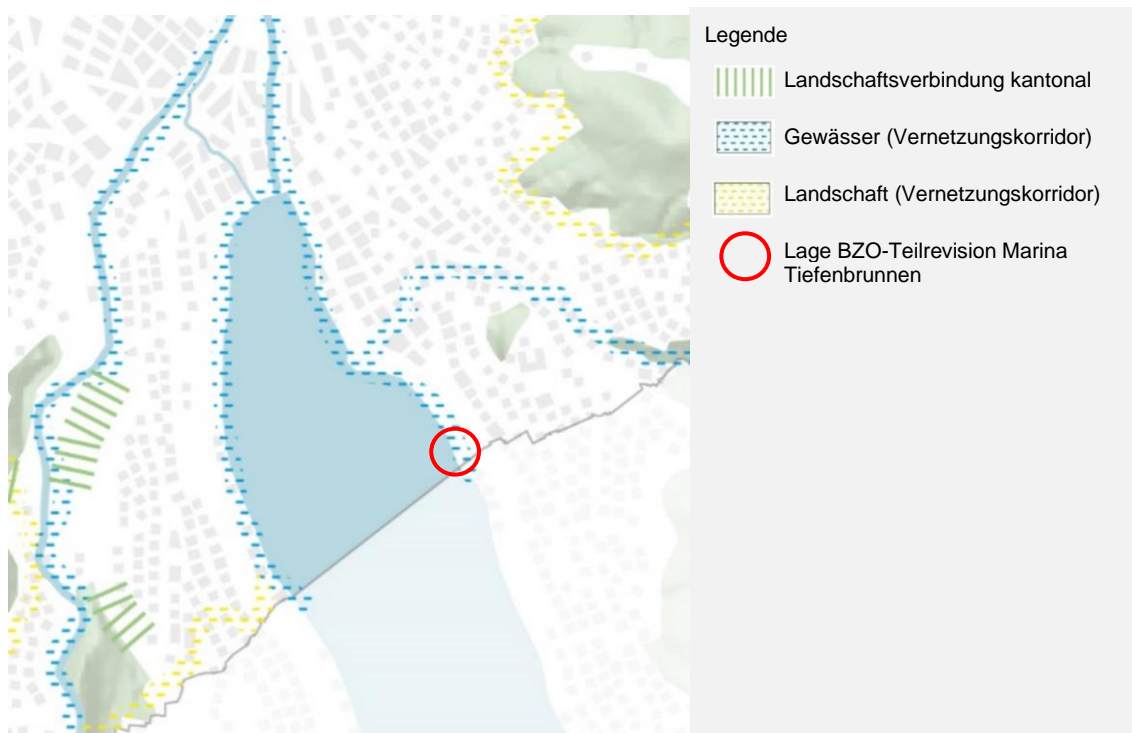 Legende
Landschaftsverbindung kantonal
Gewässer (Vernetzungskorridor)
Landschaft (Vernetzungskorridor)
Lage BZO-Teilrevision Marina
Tiefenbrunnen